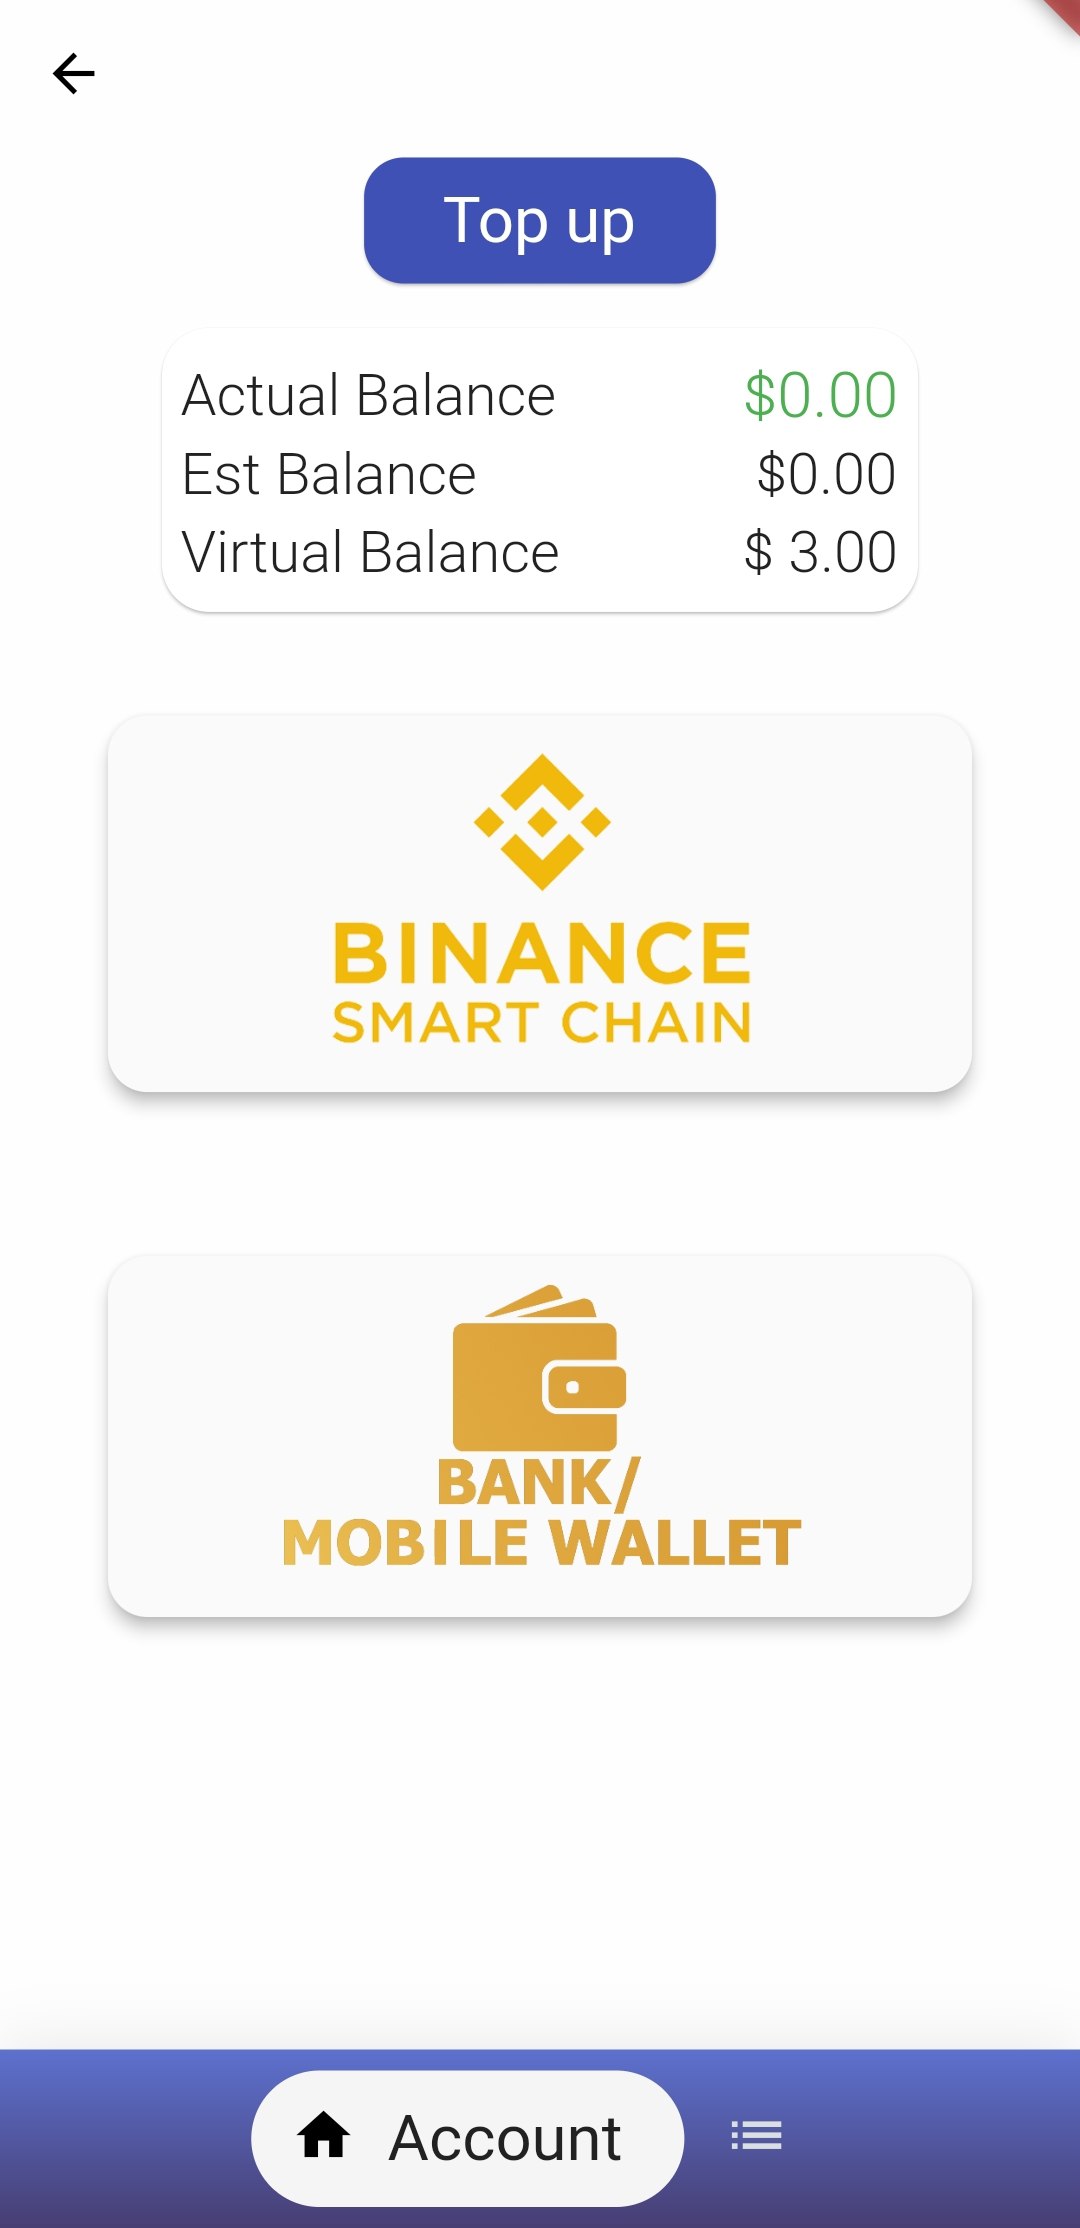 Top up
Actual Balance $0.00
Est Balance $0.00
Virtual Balance $ 3.00
BINANCE
SMART CHAIN
BANK/
MOBILE WALLET
Account